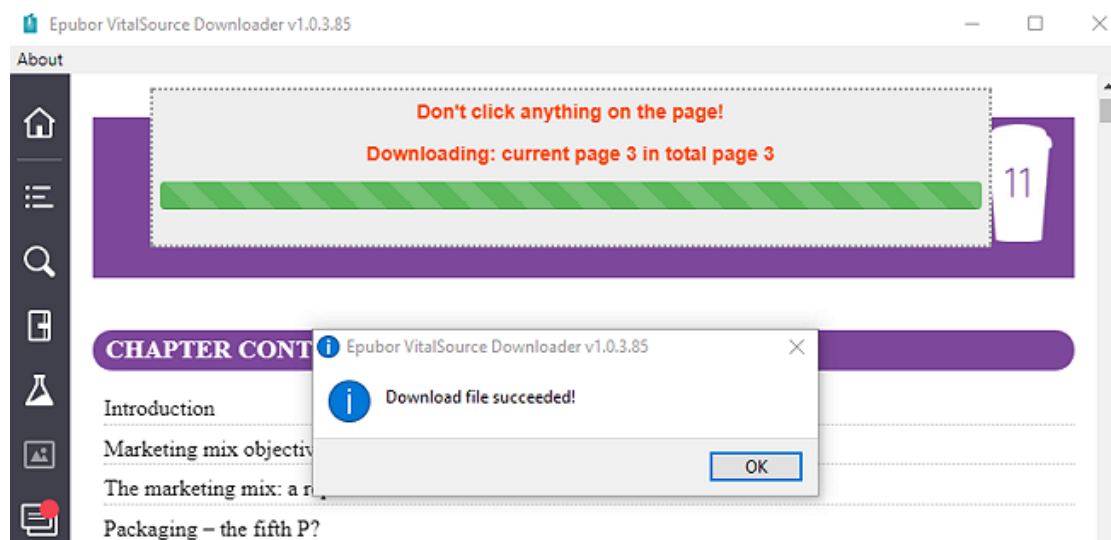 Epubor VitalSource Downloader v1.0.3.85
About
Don't click anything on the page!
Downloading: current page 3 in total page 3
11
CHAPTER CONT
Epubor VitalSource Downloader v1.0.3.85
Download file succeeded!
OK
Introduction
Marketing mix objectiv
The marketing mix: a
Packaging – the fifth P?